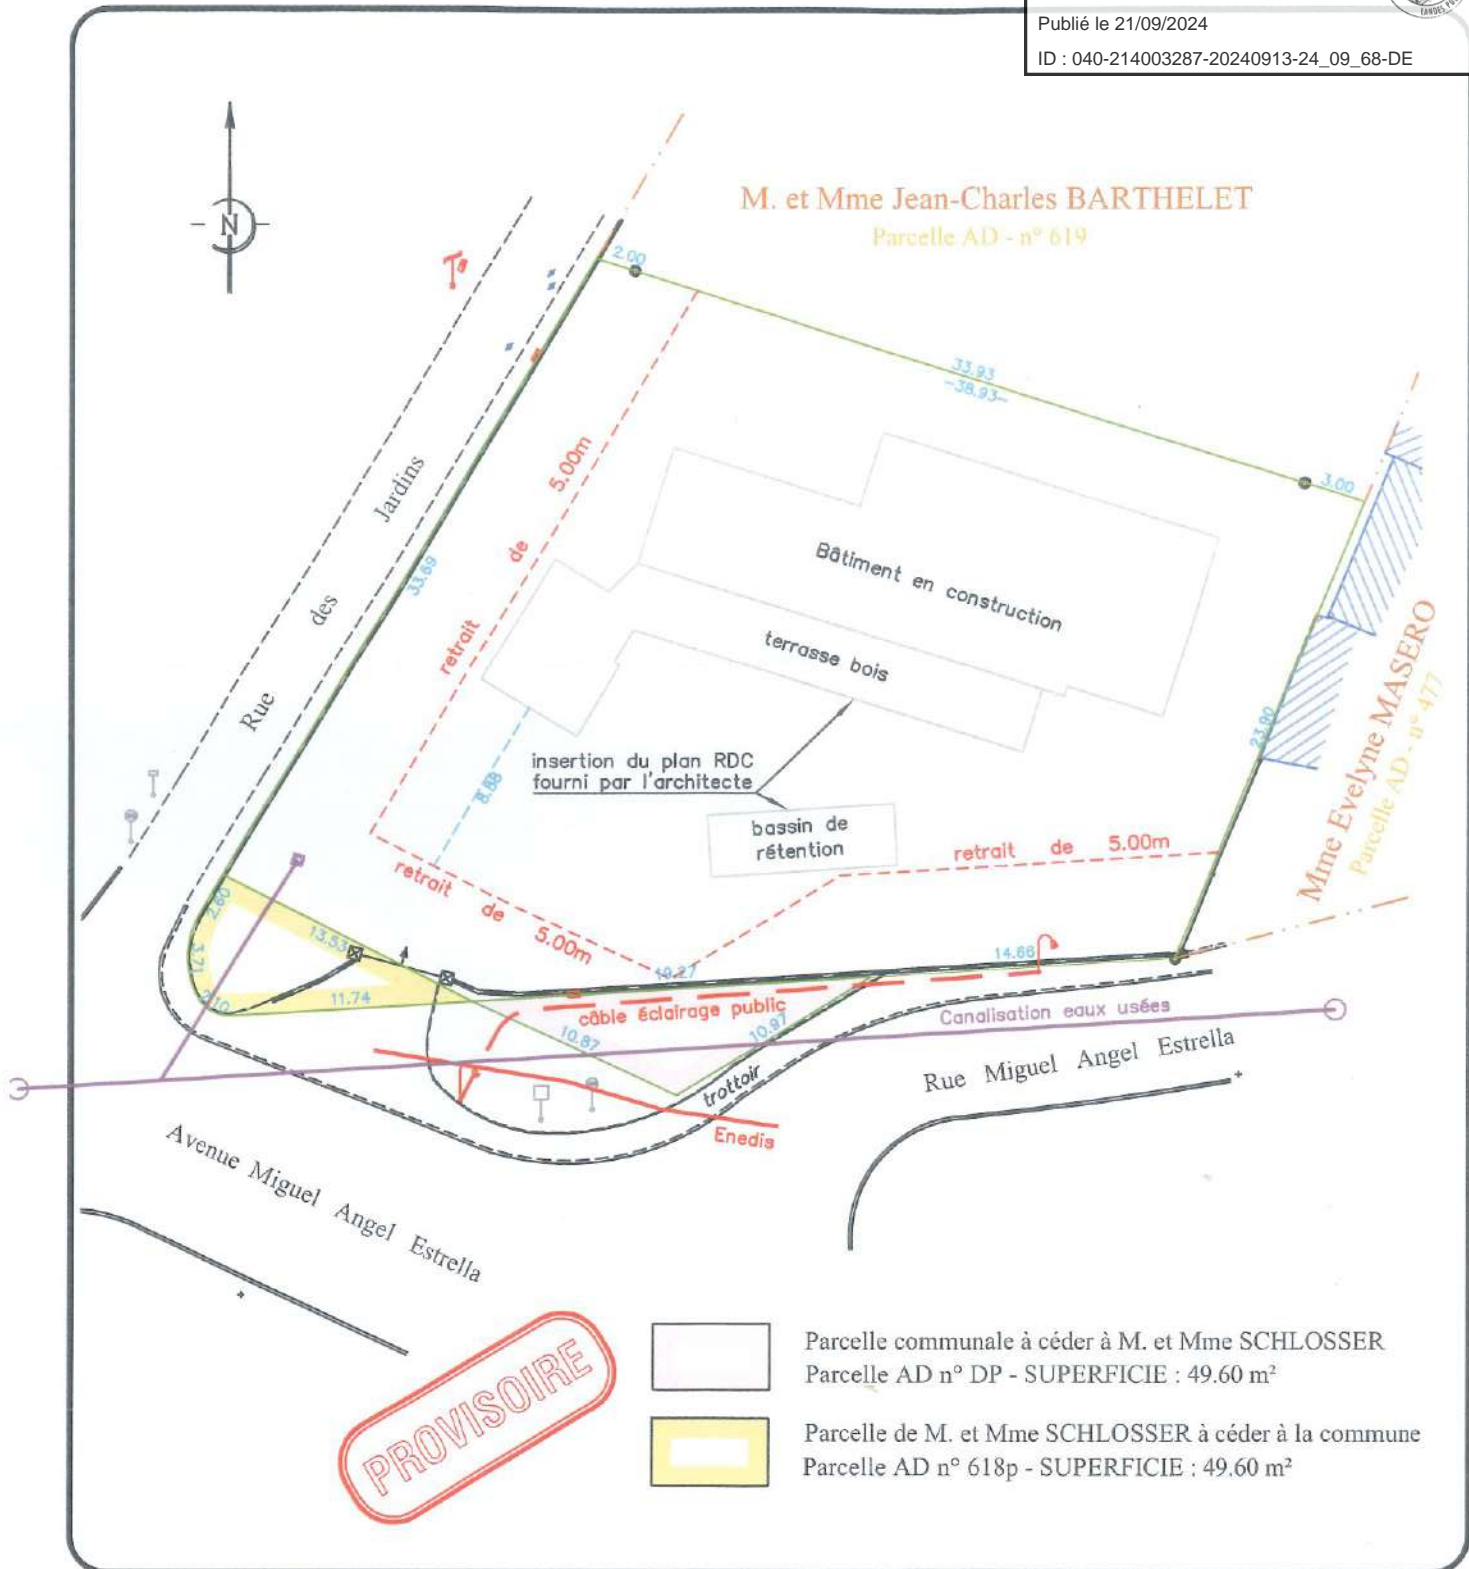 Publié le 21/09/2024
ID : 040-214003287-20240913-24_09_68-DE
N
M. et Mme Jean-Charles BARTHELET
Parcelle AD - n° 619
2.00
33.93
-38.93-
3.00
Rue des Jardins
33.69
retrait de 5.00m
Bâtiment en construction
terrasse bois
insertion du plan RDC
fourni par l'architecte
8.88
bassin de
rétention
23.90
Mme Evelyne MASERO
Parcelle AD - n° 477
retrait de 5.00m
retrait de 5.00m
2.60
13.53
3.71
2.10
11.74
19.27
14.66
câble éclairage public
10.87
10.97
Canalisation eaux usées
trottoir
Enedis
Rue Miguel Angel Estrella
Avenue Miguel Angel Estrella
PROVISOIRE
Parcelle communale à céder à M. et Mme SCHLOSSER
Parcelle AD n° DP - SUPERFICIE : 49.60 m²
Parcelle de M. et Mme SCHLOSSER à céder à la commune
Parcelle AD n° 618p - SUPERFICIE : 49.60 m²